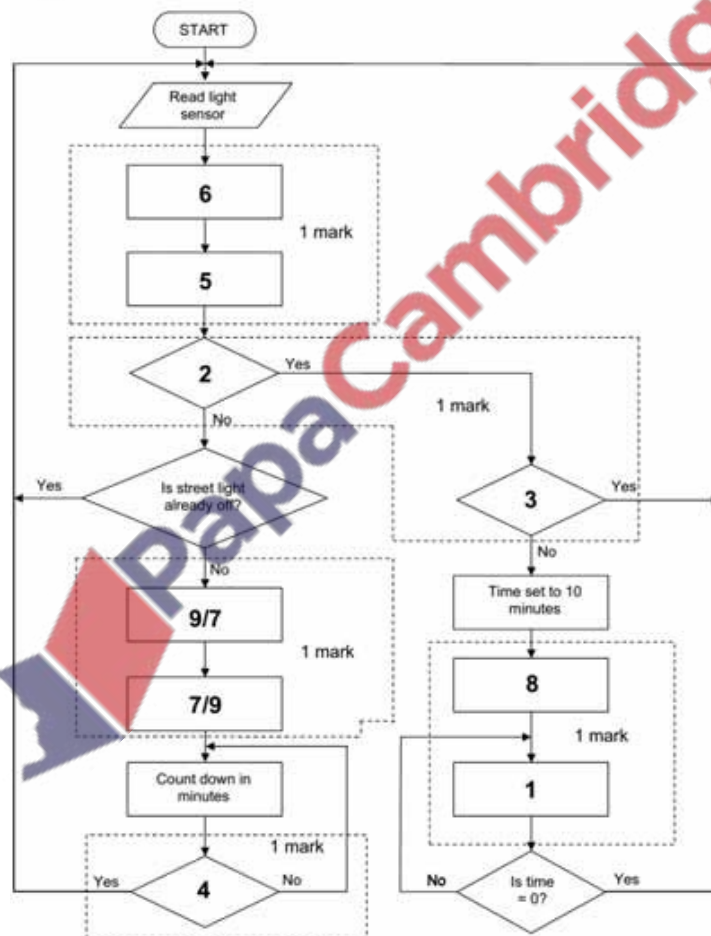 START
Read light
sensor
6
1 mark
5
2
Yes
1 mark
No
Yes
Is street light
already off?
3
Yes
No
No
Time set to 10
minutes
9/7
1 mark
8
7/9
1 mark
Count down in
minutes
1
1 mark
Yes
4
No
No
Is time
= 0?
Yes
PapaCambridg